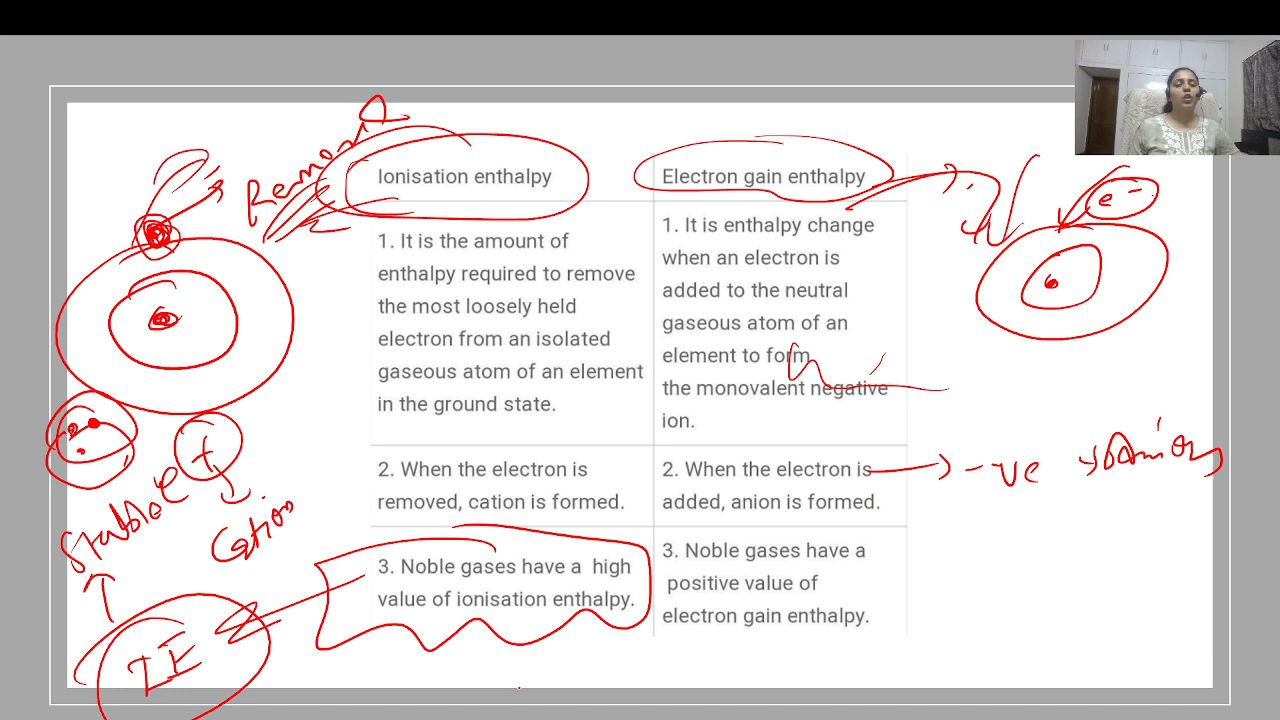 Removal
Ionisation enthalpy
Electron gain enthalpy
e-
1. It is the amount of
enthalpy required to remove
the most loosely held
electron from an isolated
gaseous atom of an element
in the ground state.
1. It is enthalpy change
when an electron is
added to the neutral
gaseous atom of an
element to form
the monovalent negative
ion.
2. When the electron is
removed, cation is formed.
2. When the electron is
added, anion is formed.
-ve
Anion
+
Cation
Stable
3. Noble gases have a high
value of ionisation enthalpy.
3. Noble gases have a
positive value of
electron gain enthalpy.
IE